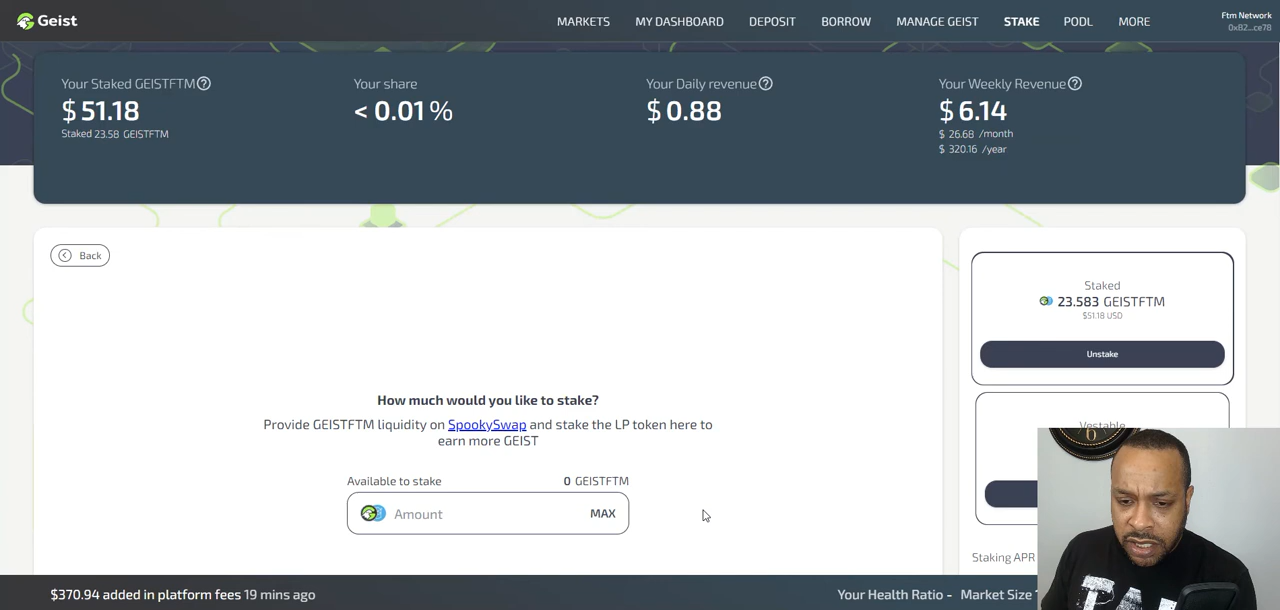 Geist
MARKETS MY DASHBOARD DEPOSIT BORROW MANAGE GEIST STAKE PODL MORE
Ftm Network
0x82...ce78
Your Staked GEISTFTM
$ 51.18
Staked 23.58 GEISTFTM
Your share
< 0.01 %
Your Daily revenue
$ 0.88
Your Weekly Revenue
$ 6.14
$ 26.68 /month
$ 320.16 /year
Back
How much would you like to stake?
Provide GEISTFTM liquidity on SpookySwap and stake the LP token here to
earn more GEIST
Available to stake 0 GEISTFTM
Amount MAX
Staked
23.583 GEISTFTM
$51.18 USD
Unstake
Vestable
Staking APR
$370.94 added in platform fees 19 mins ago
Your Health Ratio - Market Size